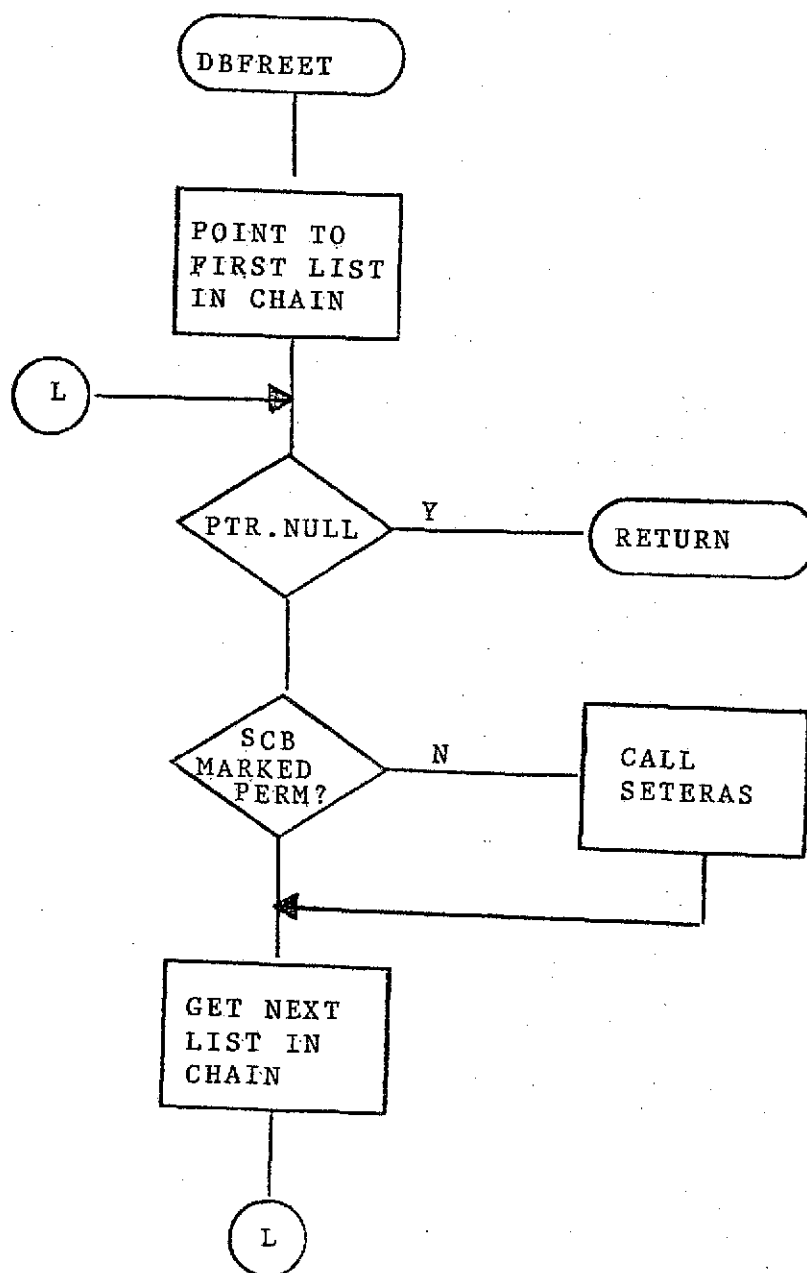 DBFREET
POINT TO
FIRST LIST
IN CHAIN
L
PTR.NULL
Y
RETURN
SCB
MARKED
PERM?
N
CALL
SETERAS
GET NEXT
LIST IN
CHAIN
L